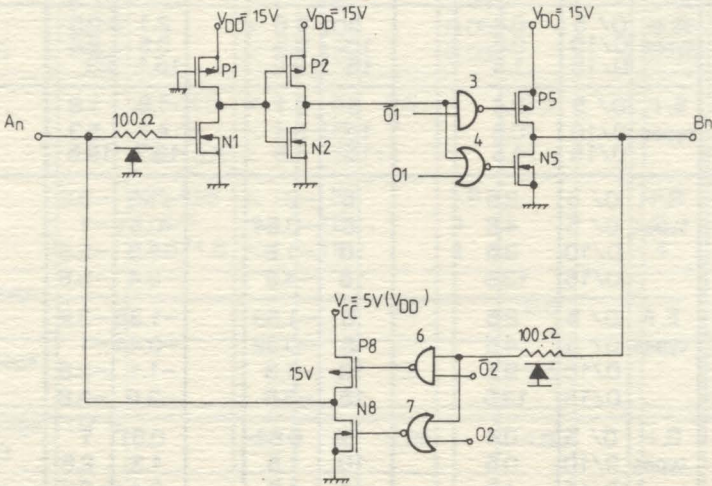 VDD= 15V
VDD= 15V
VDD= 15V
P1
P2
3
P5
An
100Ω
Ō1
4
Bn
N1
N2
O1
N5
VCC= 5V(VDD)
6
100Ω
P8
15V
Ō2
N8
7
O2